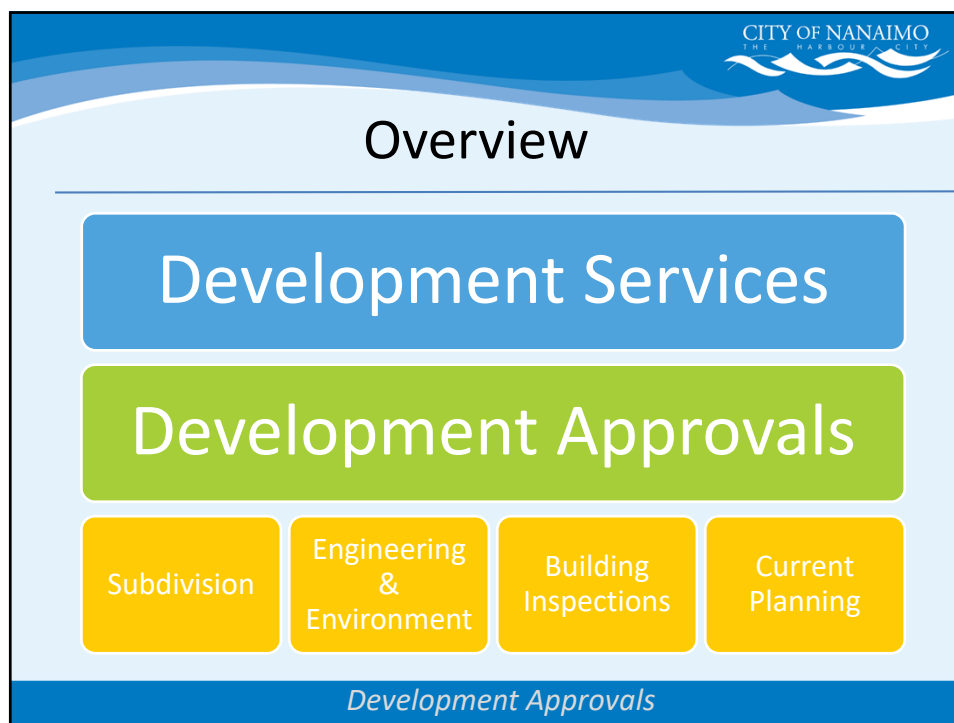 CITY OF NANAIMO
THE HARBOUR CITY
Overview
Development Services
Development Approvals
Subdivision
Engineering
&
Environment
Building
Inspections
Current
Planning
Development Approvals